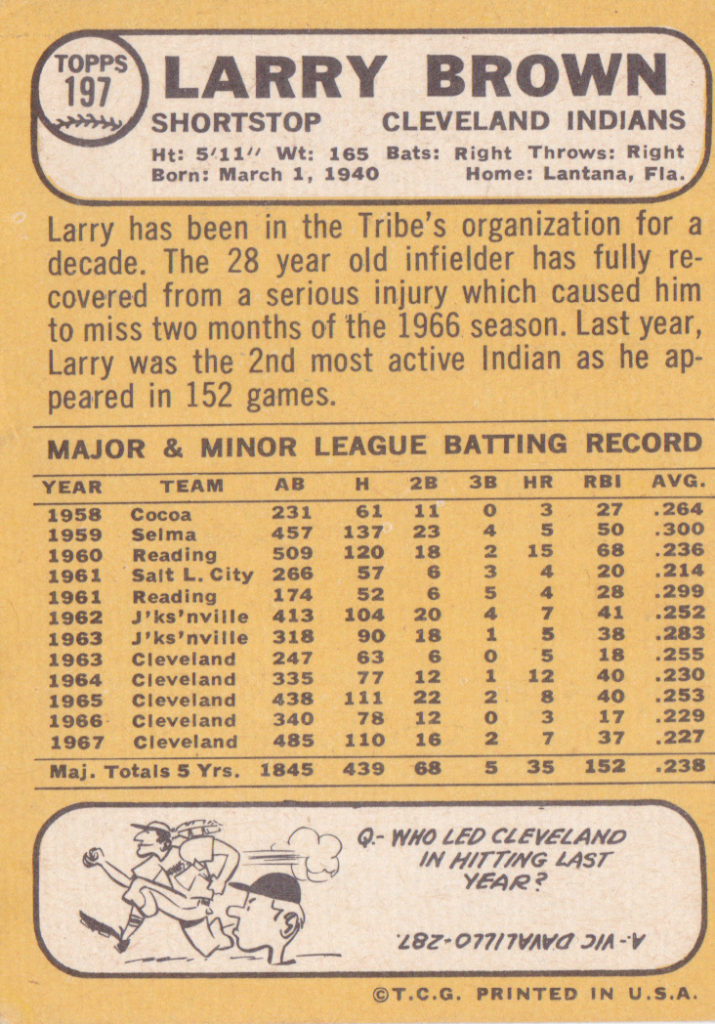 TOPPS
197
LARRY BROWN
SHORTSTOP CLEVELAND INDIANS
Ht: 5'11" Wt: 165 Bats: Right Throws: Right
Born: March 1, 1940 Home: Lantana, Fla.
Larry has been in the Tribe's organization for a
decade. The 28 year old infielder has fully re-
covered from a serious injury which caused him
to miss two months of the 1966 season. Last year,
Larry was the 2nd most active Indian as he ap-
peared in 152 games.
MAJOR & MINOR LEAGUE BATTING RECORD
YEAR TEAM AB H 2B 3B HR RBI AVG.
1958 Cocoa 231 61 11 0 3 27 .264
1959 Selma 457 137 23 4 5 50 .300
1960 Reading 509 120 18 2 15 68 .236
1961 Salt L. City 266 57 6 3 4 20 .214
1961 Reading 174 52 6 5 4 28 .299
1962 J'ks'nville 413 104 20 4 7 41 .252
1963 J'ks'nville 318 90 18 1 5 38 .283
1963 Cleveland 247 63 6 0 5 18 .255
1964 Cleveland 335 77 12 1 12 40 .230
1965 Cleveland 438 111 22 2 8 40 .253
1966 Cleveland 340 78 12 0 3 17 .229
1967 Cleveland 485 110 16 2 7 37 .227
Maj. Totals 5 Yrs. 1845 439 68 5 35 152 .238
Q.- WHO LED CLEVELAND
IN HITTING LAST
YEAR?
A.- VIC DAVALILLO-287.
©T.C.G. PRINTED IN U.S.A.